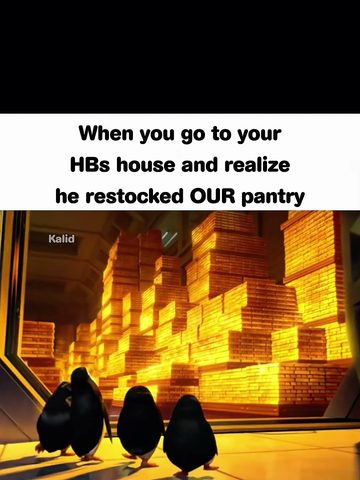 When you go to your
HBs house and realize
he restocked OUR pantry
Kalid